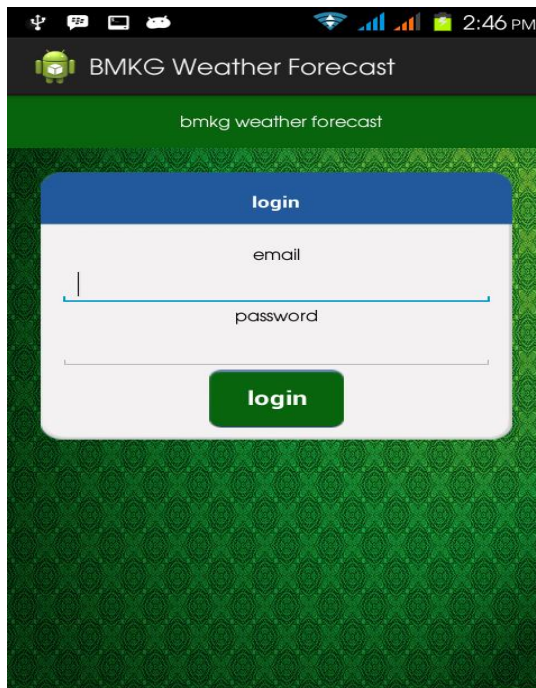 2:46 PM
BMKG Weather Forecast
bmkg weather forecast
login
email
password
login